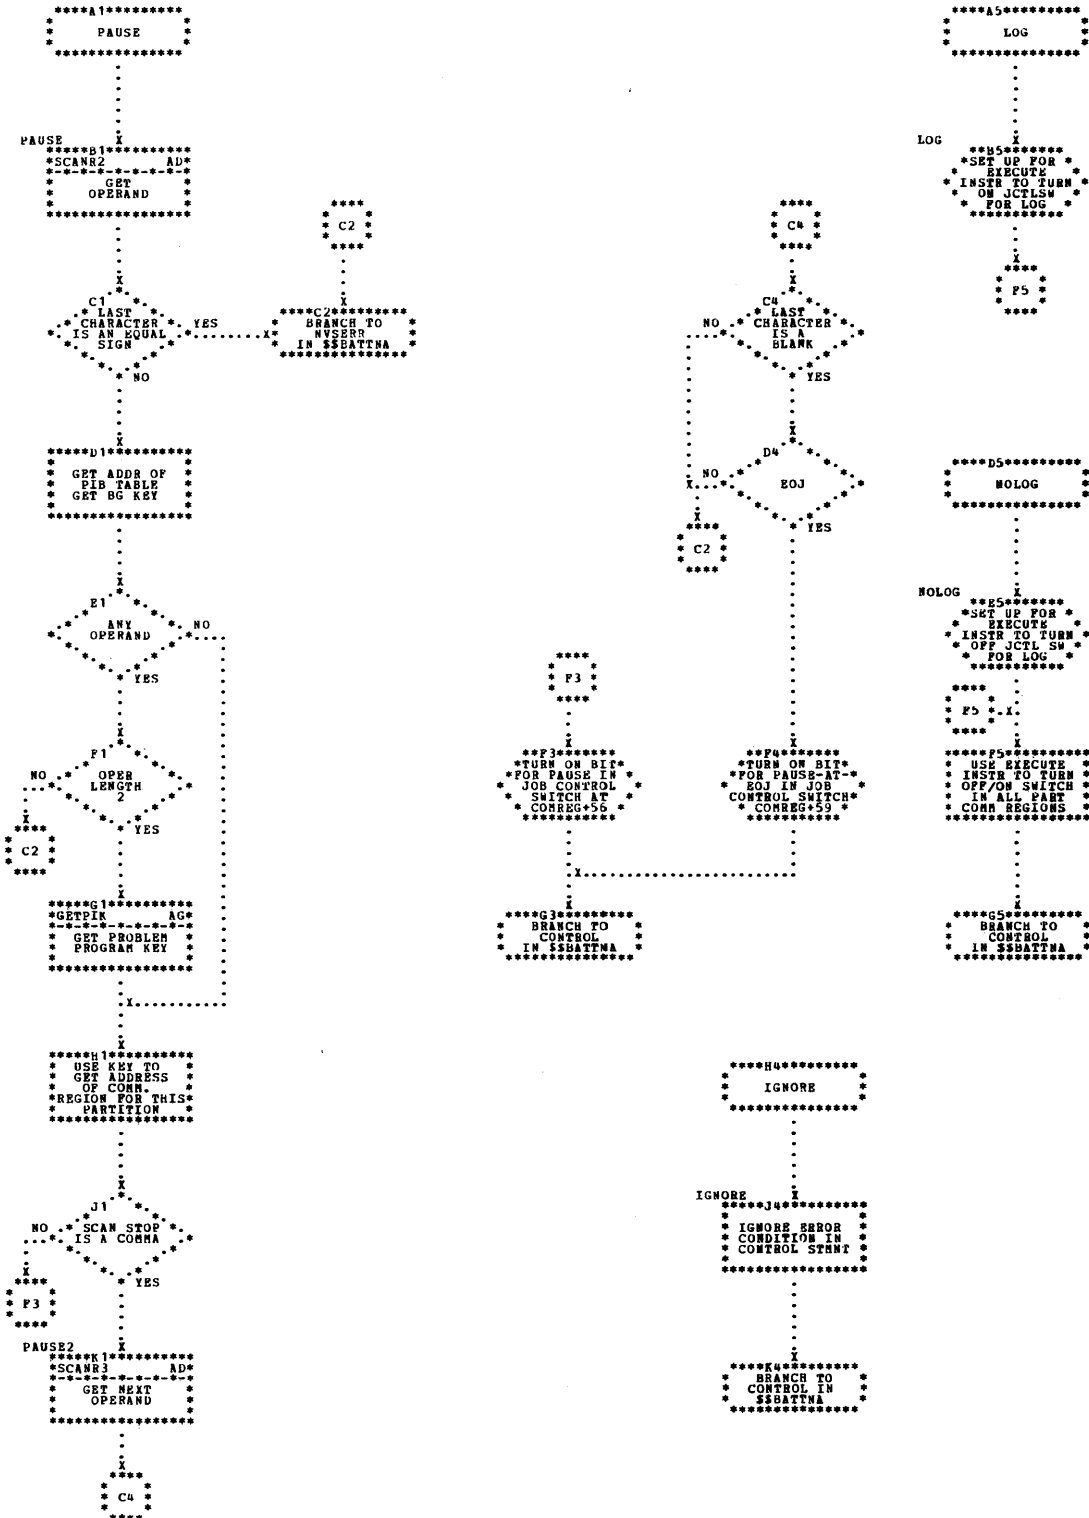 A1
PAUSE
PAUSE
B1
SCANR2 AD
GET
OPERAND
C1
LAST
CHARACTER
IS AN EQUAL
SIGN
YES
NO
C2
C2
BRANCH TO
NVSERR
IN $$BATTNA
D1
GET ADDR OF
PIB TABLE
GET BG KEY
E1
ANY
OPERAND
NO
YES
F1
OPER
LENGTH
2
NO
YES
C2
G1
GETPIK AG
GET PROBLEM
PROGRAM KEY
H1
USE KEY TO
GET ADDRESS
OF COMM.
REGION FOR THIS
PARTITION
J1
SCAN STOP
IS A COMMA
NO
YES
F3
PAUSE2
K1
SCANR3 AD
GET NEXT
OPERAND
C4
F3
F3
TURN ON BIT
FOR PAUSE IN
JOB CONTROL
SWITCH AT
COMREG+56
G3
BRANCH TO
CONTROL
IN $$BATTNA
C4
C4
LAST
CHARACTER
IS A
BLANK
NO
YES
D4
EOJ
NO
YES
C2
F4
TURN ON BIT
FOR PAUSE-AT-
EOJ IN JOB
CONTROL SWITCH
COMREG+59
H4
IGNORE
IGNORE
J4
IGNORE ERROR
CONDITION IN
CONTROL STMNT
K4
BRANCH TO
CONTROL IN
$$BATTNA
A5
LOG
LOG
B5
SET UP FOR
EXECUTE
INSTR TO TURN
ON JCTLSW
FOR LOG
F5
D5
NOLOG
NOLOG
E5
SET UP FOR
EXECUTE
INSTR TO TURN
OFF JCTL SW
FOR LOG
F5
F5
USE EXECUTE
INSTR TO TURN
OFF/ON SWITCH
IN ALL PART
COMM REGIONS
G5
BRANCH TO
CONTROL
IN $$BATTNA